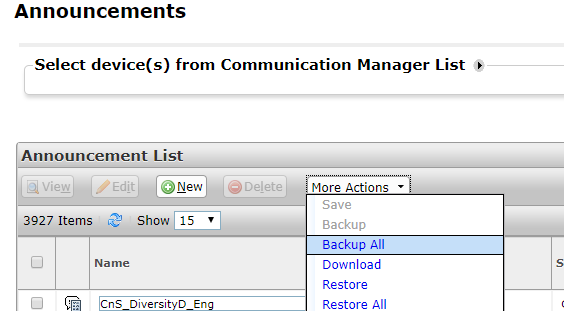 Announcements
Select device(s) from Communication Manager List
Announcement List
View Edit New Delete More Actions
Save
3927 Items Show 15
Backup
Backup All
Name
Download
Restore
CnS_DiversityD_Eng
Restore All